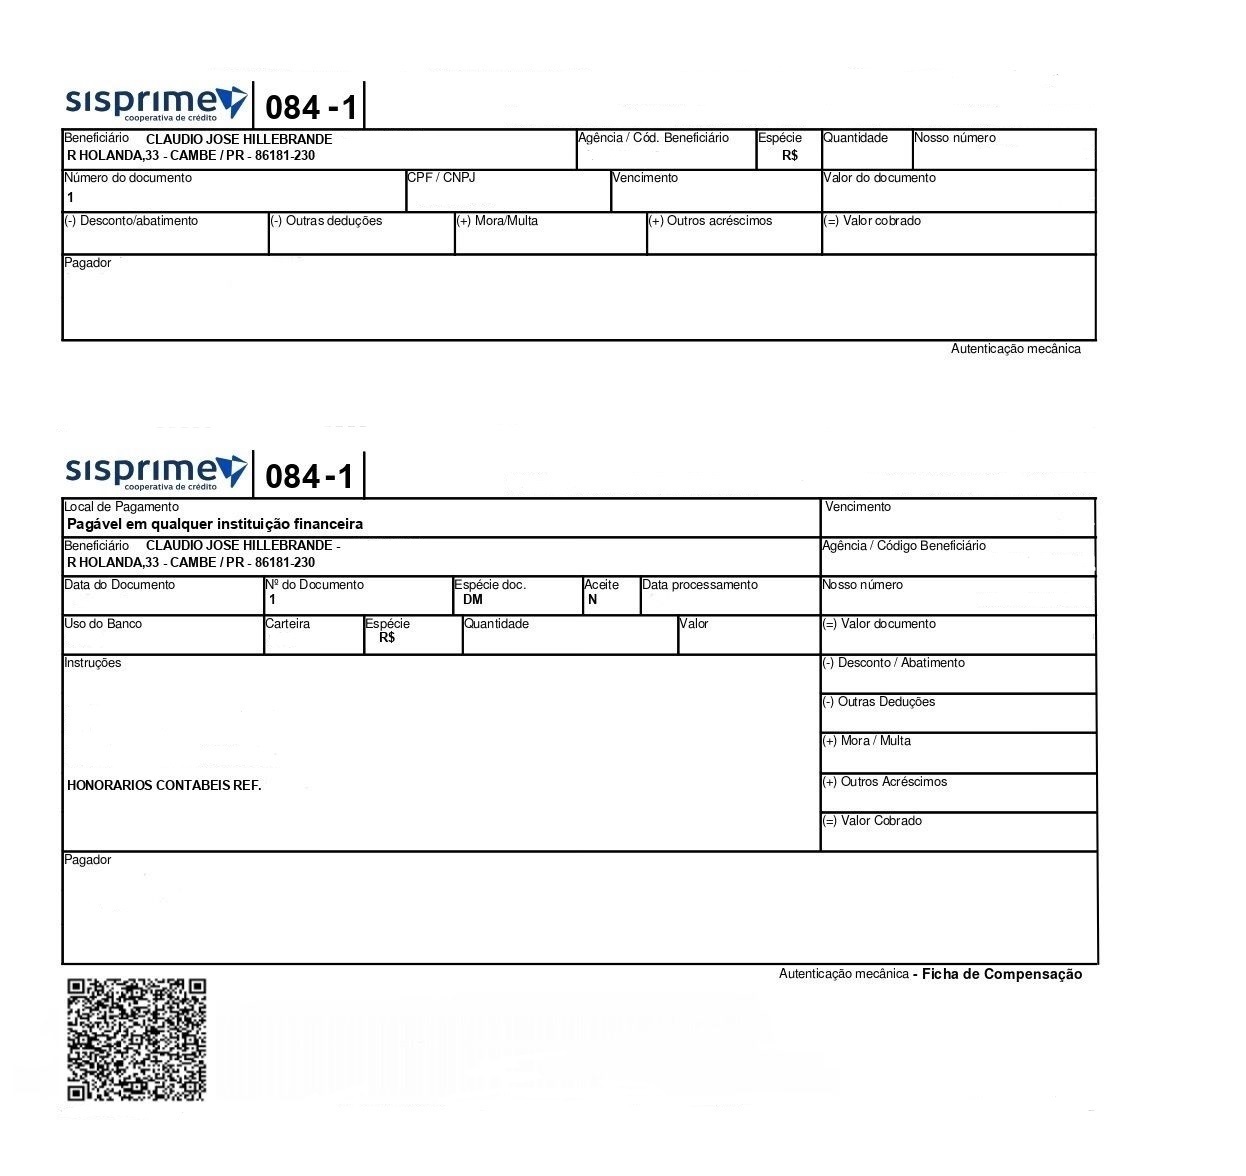 sisprime
cooperativa de crédito
084 -1
Beneficiário CLAUDIO JOSE HILLEBRANDE
R HOLANDA,33 - CAMBE / PR - 86181-230
Agência / Cód. Beneficiário
Espécie
R$
Quantidade
Nosso número
Número do documento
1
CPF / CNPJ
Vencimento
Valor do documento
(-) Desconto/abatimento
(-) Outras deduções
(+) Mora/Multa
(+) Outros acréscimos
(=) Valor cobrado
Pagador
Autenticação mecânica
sisprime
cooperativa de crédito
084 -1
Local de Pagamento
Pagável em qualquer instituição financeira
Vencimento
Beneficiário CLAUDIO JOSE HILLEBRANDE -
R HOLANDA,33 - CAMBE / PR - 86181-230
Agência / Código Beneficiário
Data do Documento
Nº do Documento
1
Espécie doc.
DM
Aceite
N
Data processamento
Nosso número
Uso do Banco
Carteira
Espécie
R$
Quantidade
Valor
(=) Valor documento
Instruções
(-) Desconto / Abatimento
(-) Outras Deduções
(+) Mora / Multa
HONORARIOS CONTABEIS REF.
(+) Outros Acréscimos
(=) Valor Cobrado
Pagador
Autenticação mecânica - Ficha de Compensação